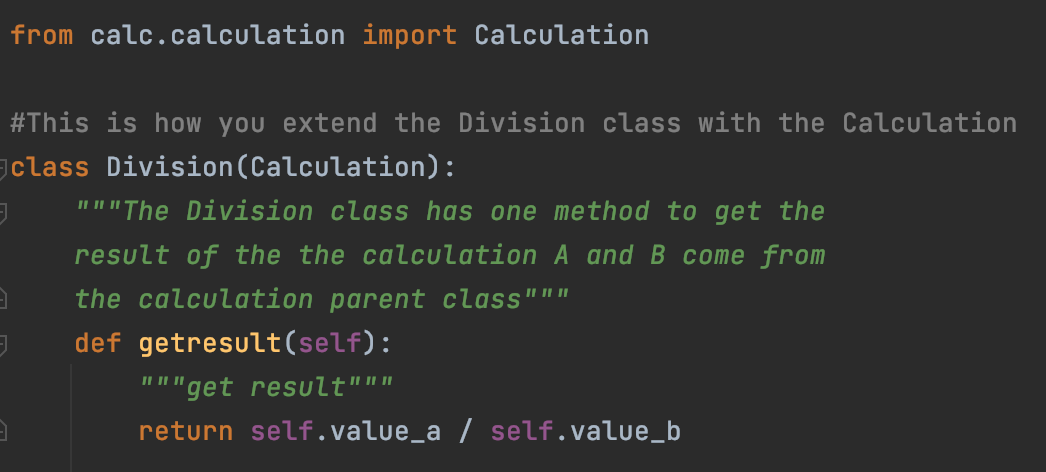 from calc.calculation import Calculation
#This is how you extend the Division class with the Calculation
class Division(Calculation):
"""The Division class has one method to get the
result of the the calculation A and B come from
the calculation parent class"""
def getresult(self):
"""get result"""
return self.value_a / self.value_b